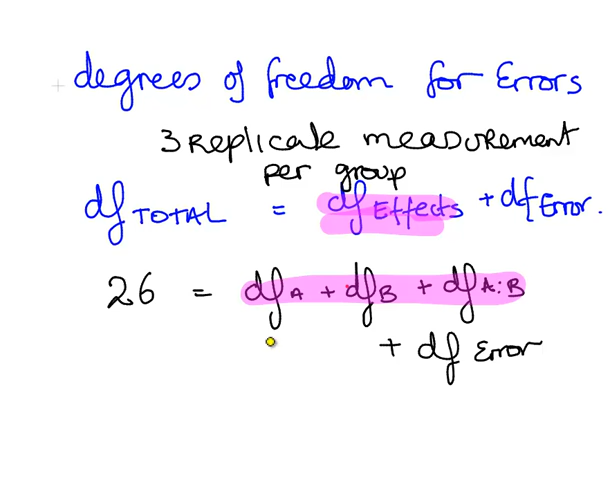 degrees of freedom for Errors
3 Replicate measurement
per group
df TOTAL = df Effects + df Error.
26 = df A + df B + df A:B
+ df Error